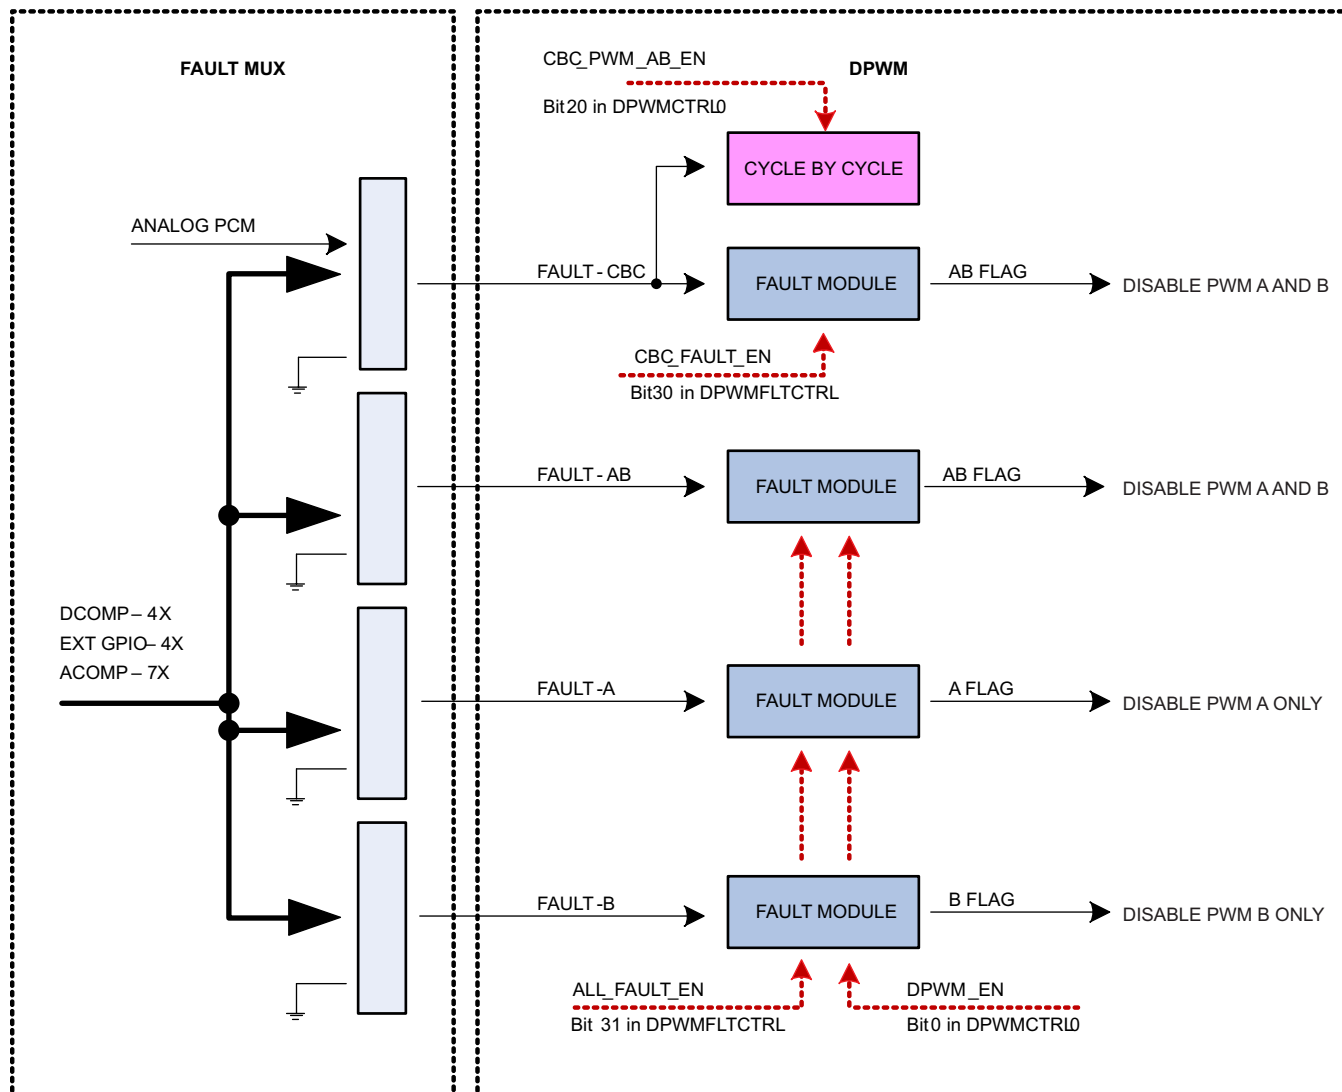 FAULT MUX
DPWM
CBC_PWM_AB_EN
Bit20 in DPWMCTRL0
CYCLE BY CYCLE
ANALOG PCM
FAULT - CBC
FAULT MODULE
AB FLAG
DISABLE PWM A AND B
CBC_FAULT_EN
Bit30 in DPWMFLTCTRL
FAULT - AB
FAULT MODULE
AB FLAG
DISABLE PWM A AND B
DCOMP – 4X
EXT GPIO – 4X
ACOMP – 7X
FAULT -A
FAULT MODULE
A FLAG
DISABLE PWM A ONLY
FAULT -B
FAULT MODULE
B FLAG
DISABLE PWM B ONLY
ALL_FAULT_EN
Bit 31 in DPWMFLTCTRL
DPWM_EN
Bit0 in DPWMCTRL0